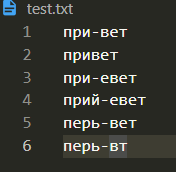 test.txt
1 при-вет
2 привет
3 при-евет
4 прий-евет
5 перь-вет
6 перь-вт